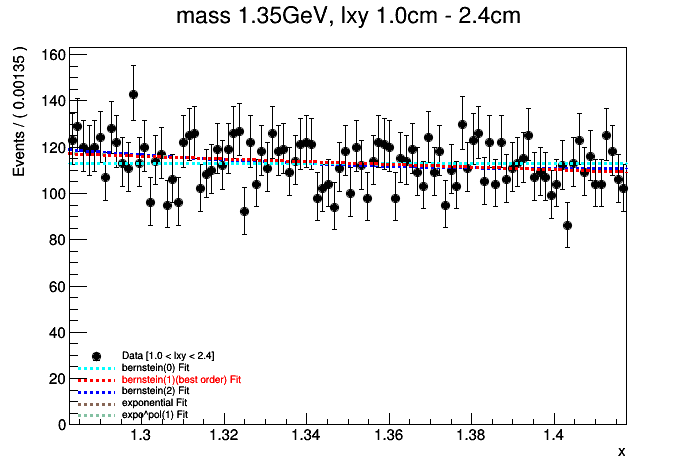 mass 1.35GeV, lxy 1.0cm - 2.4cm
Events / ( 0.00135 )
160
140
120
100
80
60
40
20
0
Data [1.0 < lxy < 2.4]
bernstein(0) Fit
bernstein(1)(best order) Fit
bernstein(2) Fit
exponential Fit
expo^pol(1) Fit
1.3
1.32
1.34
1.36
1.38
1.4
x